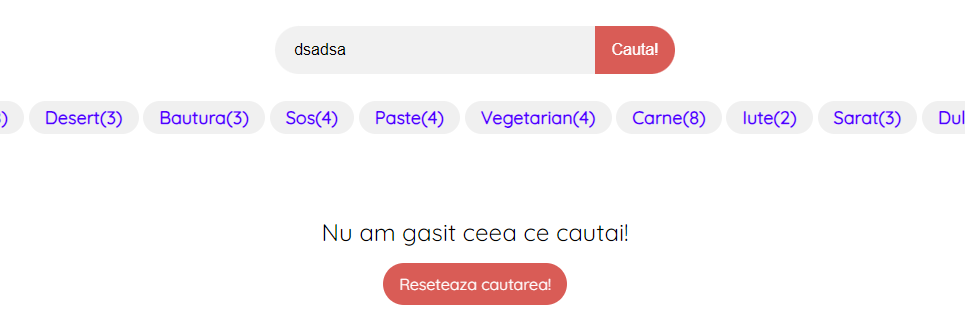 dsadsa Cauta!
) Desert(3) Bautura(3) Sos(4) Paste(4) Vegetarian(4) Carne(8) Iute(2) Sarat(3) Dul
Nu am gasit ceea ce cautai!
Reseteaza cautarea!